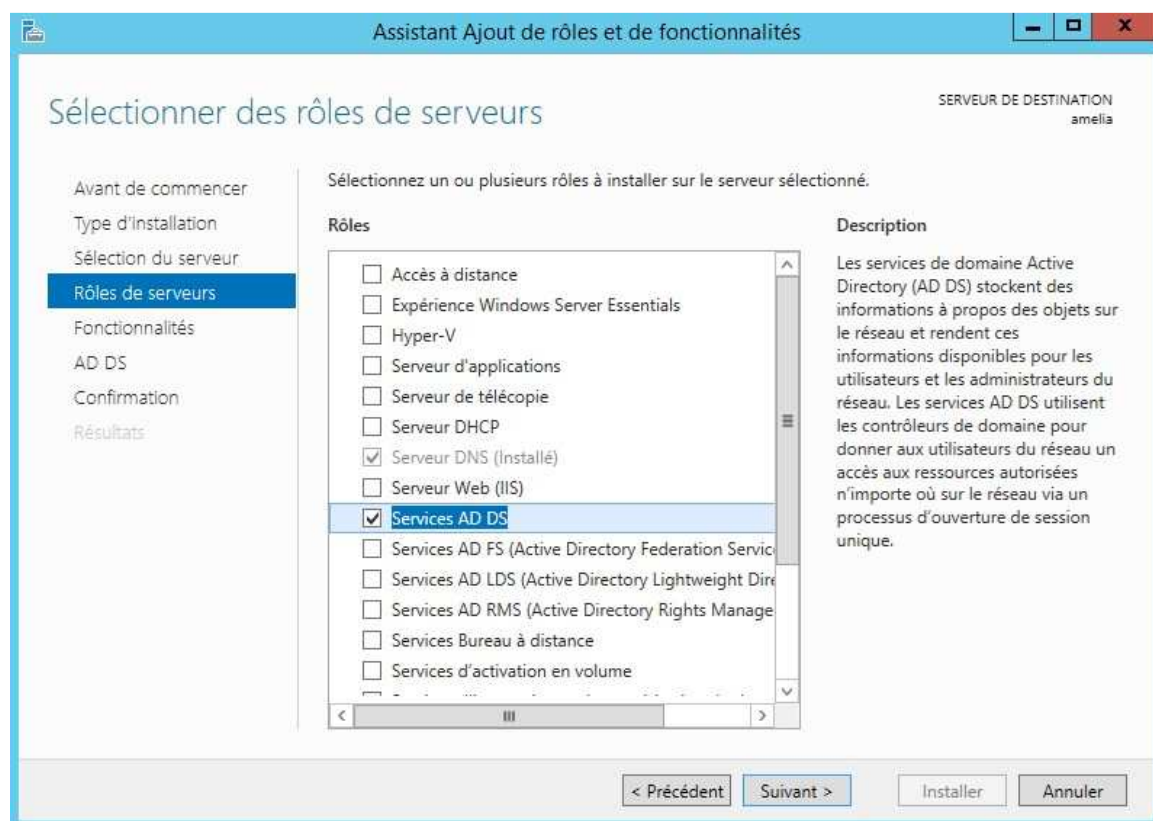 Assistant Ajout de rôles et de fonctionnalités
Sélectionner des rôles de serveurs
SERVEUR DE DESTINATION
amelia
Avant de commencer
Type d'installation
Sélection du serveur
Rôles de serveurs
Fonctionnalités
AD DS
Confirmation
Résultats
Sélectionnez un ou plusieurs rôles à installer sur le serveur sélectionné.
Rôles
Accès à distance
Expérience Windows Server Essentials
Hyper-V
Serveur d'applications
Serveur de télécopie
Serveur DHCP
Serveur DNS (Installé)
Serveur Web (IIS)
Services AD DS
Services AD FS (Active Directory Federation Servic
Services AD LDS (Active Directory Lightweight Dire
Services AD RMS (Active Directory Rights Manage
Services Bureau à distance
Services d'activation en volume
Description
Les services de domaine Active
Directory (AD DS) stockent des
informations à propos des objets sur
le réseau et rendent ces
informations disponibles pour les
utilisateurs et les administrateurs du
réseau. Les services AD DS utilisent
les contrôleurs de domaine pour
donner aux utilisateurs du réseau un
accès aux ressources autorisées
n'importe où sur le réseau via un
processus d'ouverture de session
unique.
< Précédent
Suivant >
Installer
Annuler